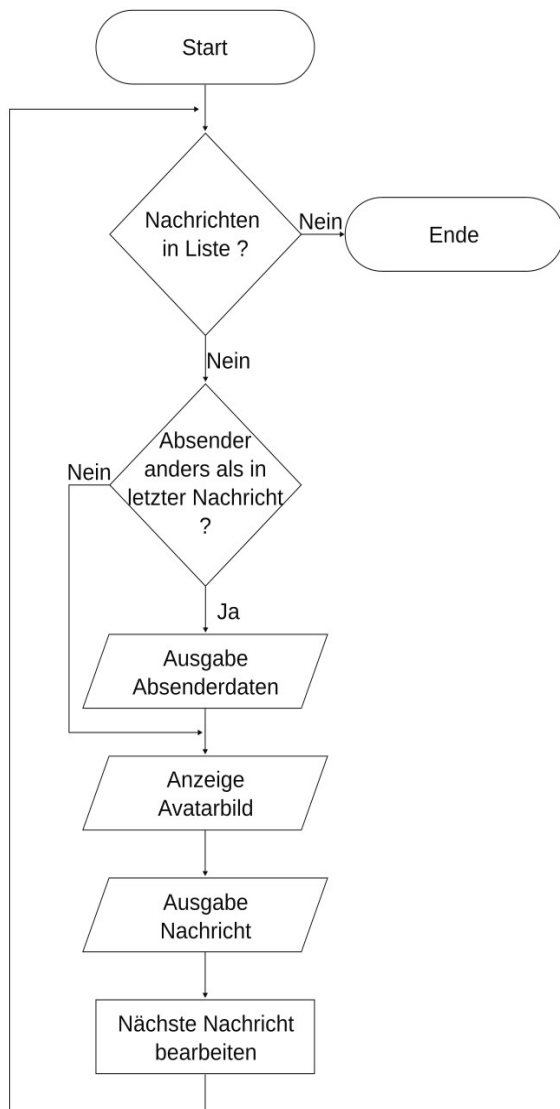 Start
Nachrichten
in Liste ?
Nein
Ende
Nein
Absender
anders als in
letzter Nachricht
?
Nein
Ja
Ausgabe
Absenderdaten
Anzeige
Avatarbild
Ausgabe
Nachricht
Nächste Nachricht
bearbeiten